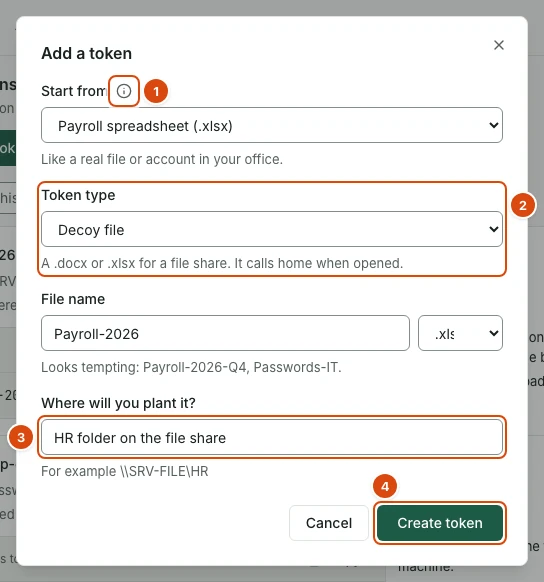 Add a token
Start from
1
Payroll spreadsheet (.xlsx)
Like a real file or account in your office.
Token type
2
Decoy file
A .docx or .xlsx for a file share. It calls home when opened.
File name
Payroll-2026
Looks tempting: Payroll-2026-Q4, Passwords-IT.
Where will you plant it?
3
HR folder on the file share
For example \\SRV-FILE\HR
4
Cancel
Create token
machine.